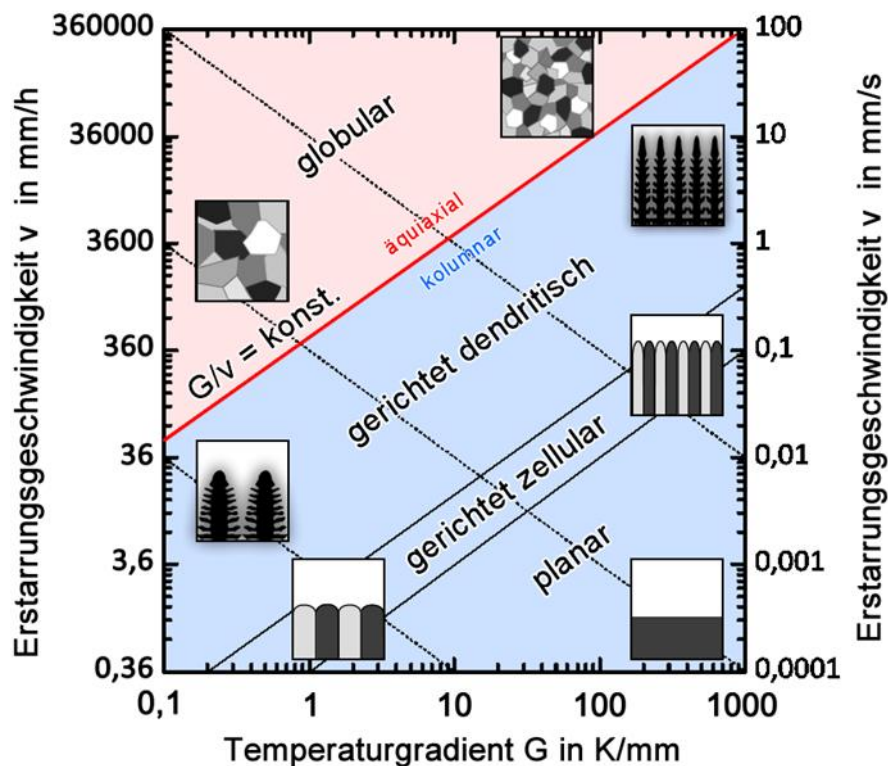 360000
36000
3600
360
36
3,6
0,36
Erstarrungsgeschwindigkeit v in mm/h
100
10
1
0,1
0,01
0,001
0,0001
Erstarrungsgeschwindigkeit v in mm/s
globular
äquiaxial
kolumnar
G/v = konst.
gerichtet dendritisch
gerichtet zellular
planar
0,1
1
10
100
1000
Temperaturgradient G in K/mm